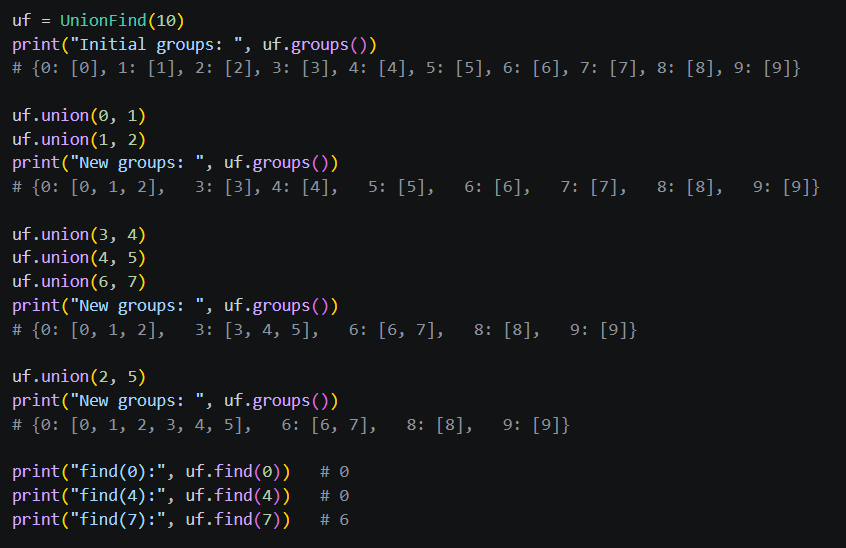 uf = UnionFind(10)
print("Initial groups: ", uf.groups())
# {0: [0], 1: [1], 2: [2], 3: [3], 4: [4], 5: [5], 6: [6], 7: [7], 8: [8], 9: [9]}

uf.union(0, 1)
uf.union(1, 2)
print("New groups: ", uf.groups())
# {0: [0, 1, 2],   3: [3], 4: [4],   5: [5],   6: [6],   7: [7],   8: [8],   9: [9]}

uf.union(3, 4)
uf.union(4, 5)
uf.union(6, 7)
print("New groups: ", uf.groups())
# {0: [0, 1, 2],   3: [3, 4, 5],   6: [6, 7],   8: [8],   9: [9]}

uf.union(2, 5)
print("New groups: ", uf.groups())
# {0: [0, 1, 2, 3, 4, 5],   6: [6, 7],   8: [8],   9: [9]}

print("find(0):", uf.find(0))   # 0
print("find(4):", uf.find(4))   # 0
print("find(7):", uf.find(7))   # 6